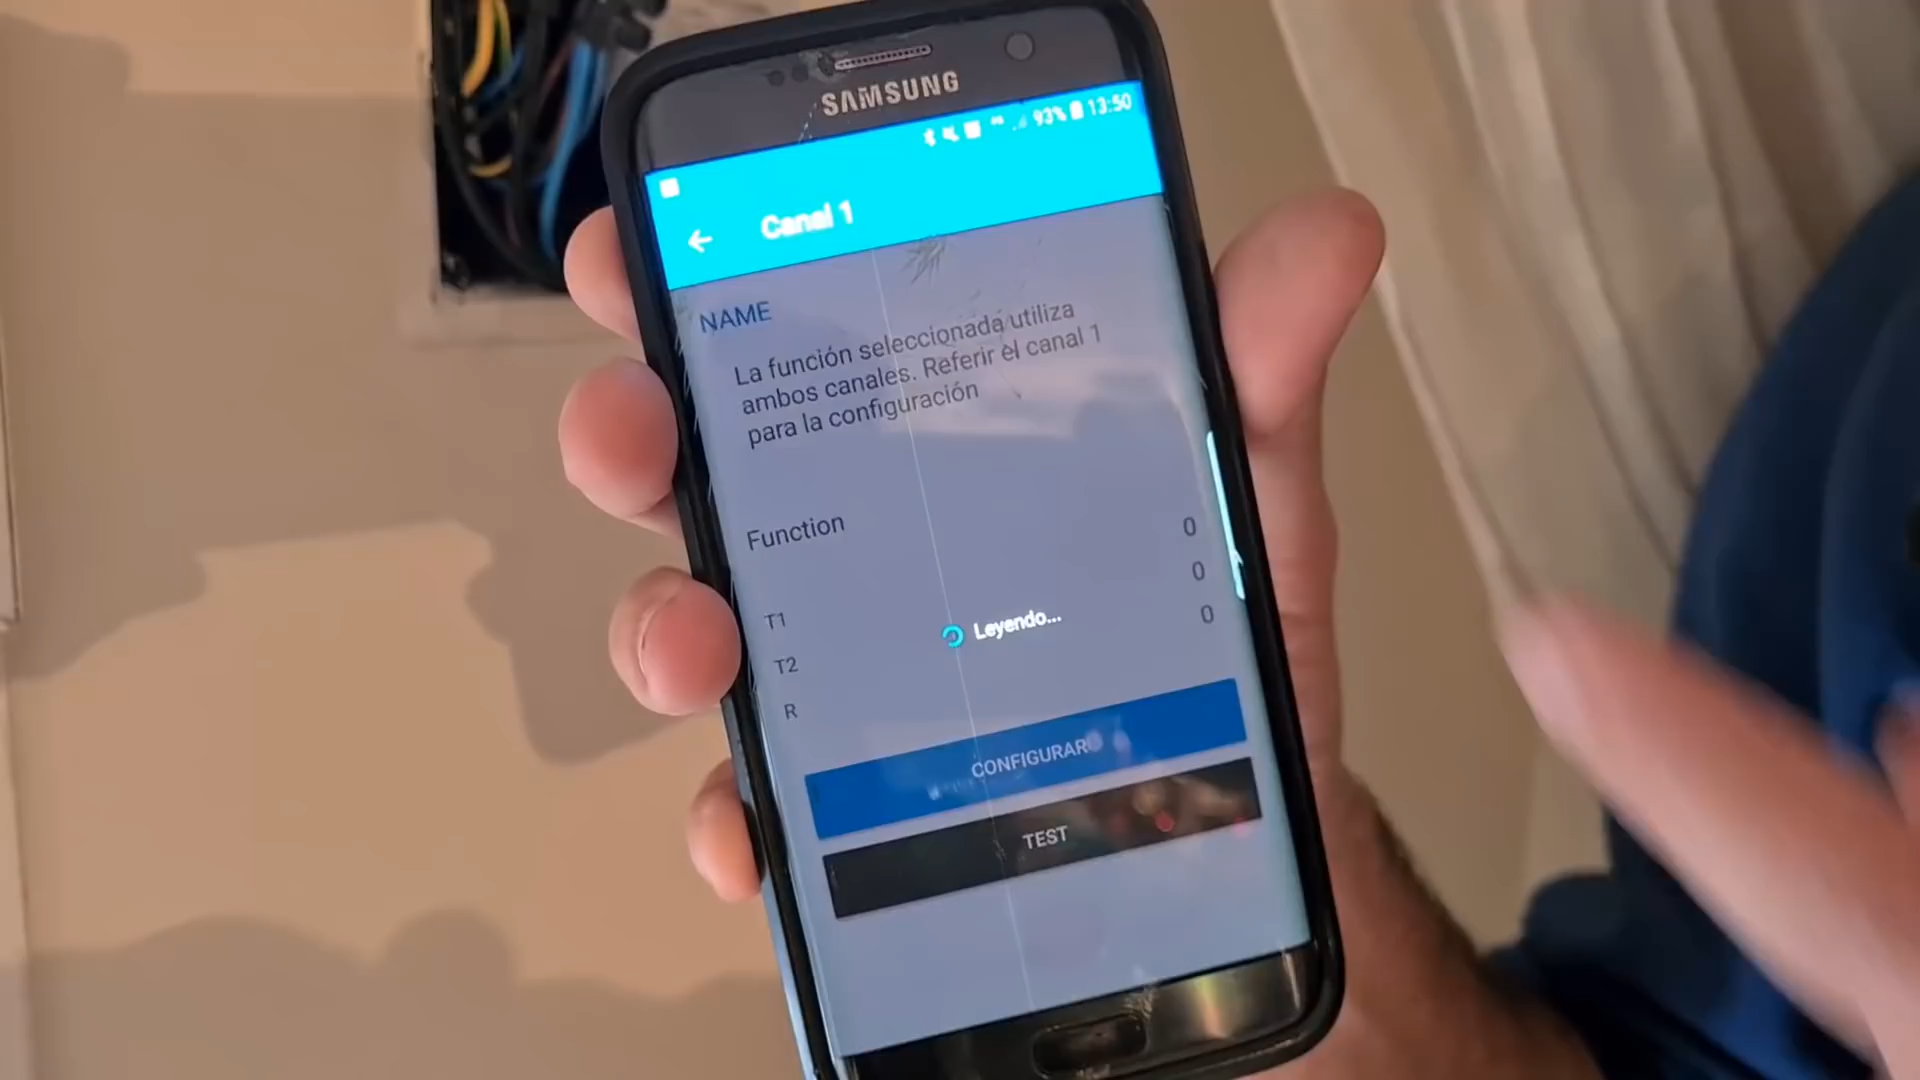 SAMSUNG
93% 13:50
Canal 1
NAME
La función seleccionada utiliza
ambos canales. Referir el canal 1
para la configuración
Function
0
T1
0
T2
0
R
Leyendo...
CONFIGURAR
TEST